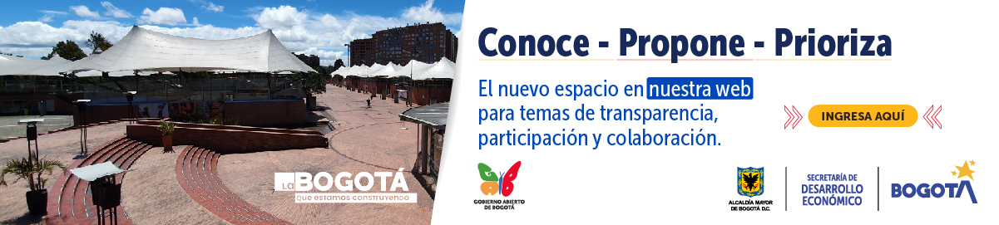 Conoce - Propone - Prioriza
El nuevo espacio en nuestra web
para temas de transparencia,
participación y colaboración.
INGRESA AQUÍ
LA BOGOTÁ
que estamos construyendo
GOBIERNO ABIERTO
DE BOGOTÁ
ALCALDÍA MAYOR
DE BOGOTÁ D.C.
SECRETARÍA DE
DESARROLLO
ECONÓMICO
BOGOTÁ